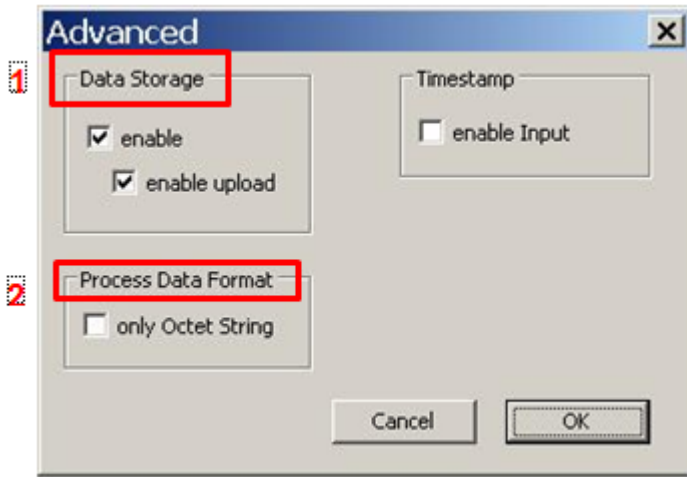 Advanced
1
Data Storage
enable
enable upload
Timestamp
enable Input
2
Process Data Format
only Octet String
Cancel
OK